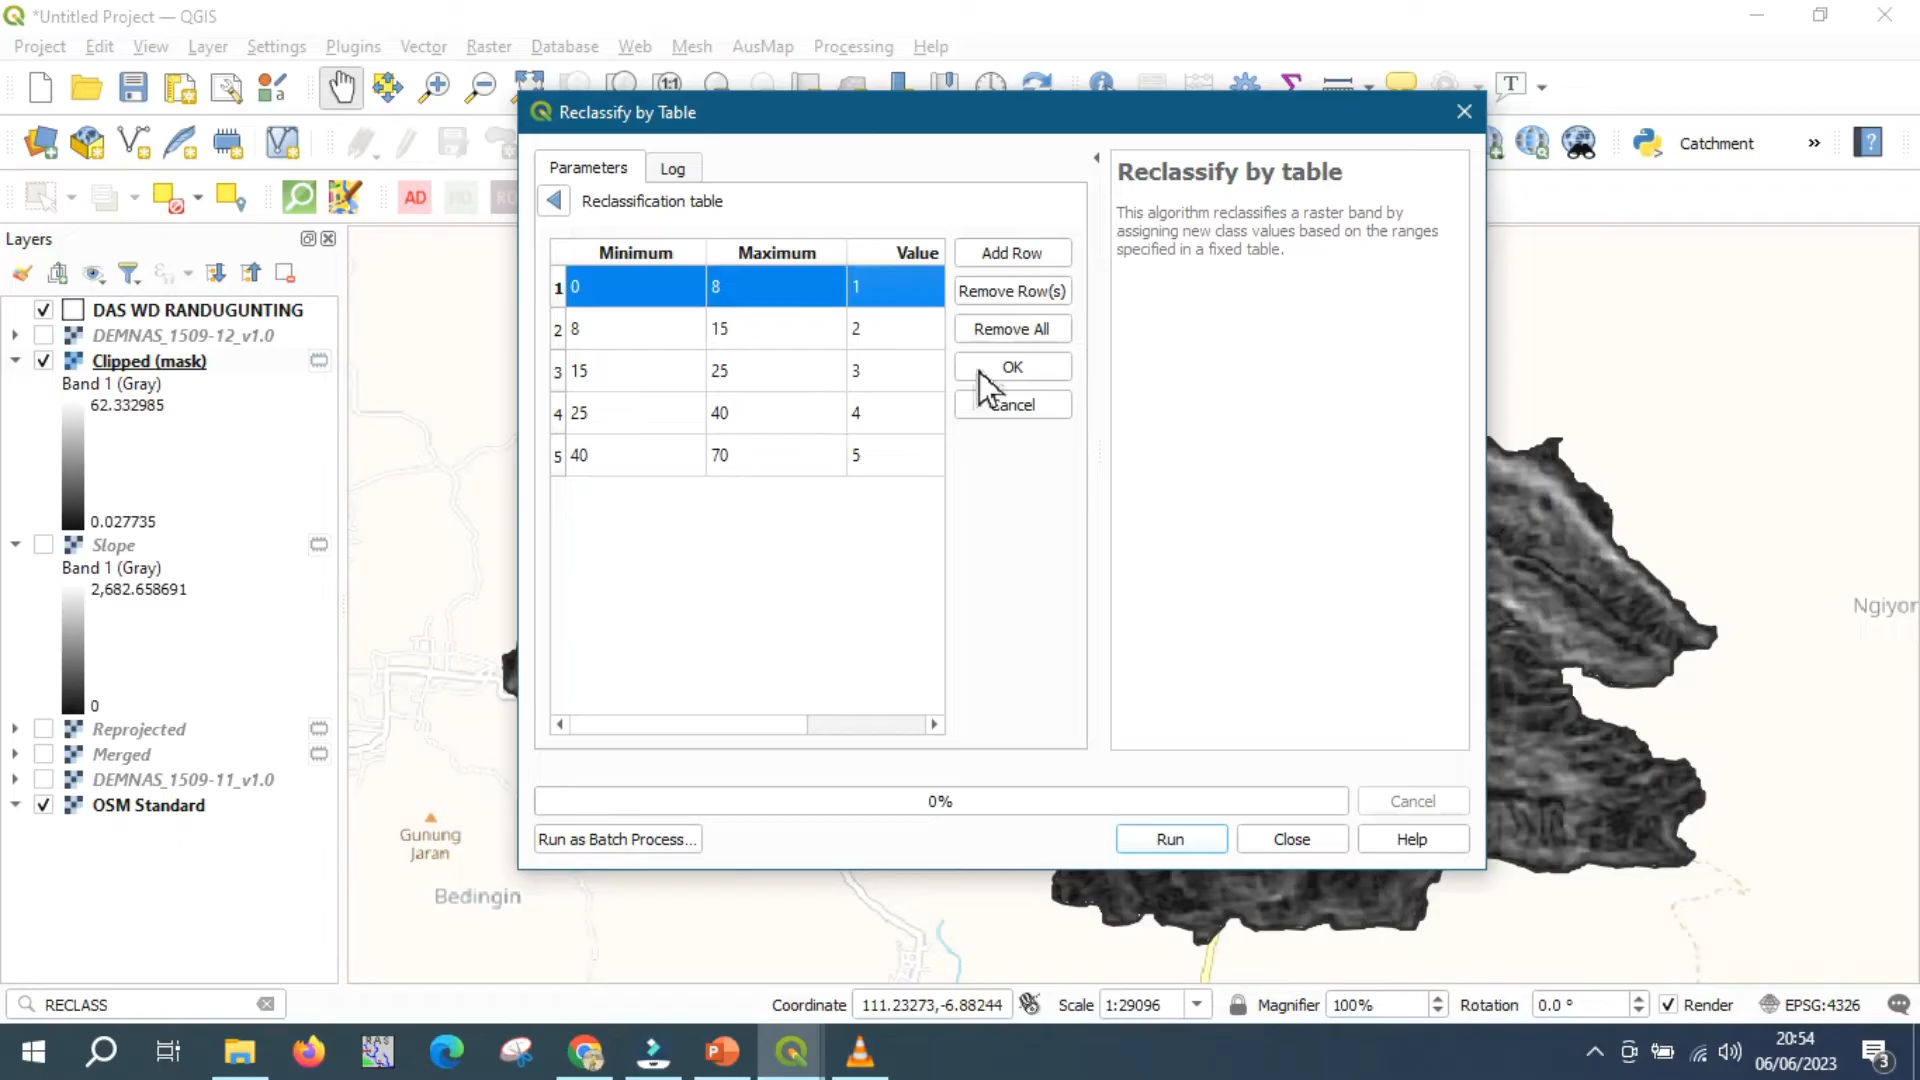 *Untitled Project — QGIS
Project Edit View Layer Settings Plugins Vector Raster Database Web Mesh AusMap Processing Help
Catchment
Reclassify by Table
Parameters
Log
Reclassification table
Minimum Maximum Value
1 0 8 1
2 8 15 2
3 15 25 3
4 25 40 4
5 40 70 5
Add Row
Remove Row(s)
Remove All
OK
Cancel
Reclassify by table
This algorithm reclassifies a raster band by
assigning new class values based on the ranges
specified in a fixed table.
0%
Cancel
Run as Batch Process...
Run
Close
Help
Layers
DAS WD RANDUGUNTING
DEMNAS_1509-12_v1.0
Clipped (mask)
Band 1 (Gray)
62.332985
0.027735
Slope
Band 1 (Gray)
2,682.658691
0
Reprojected
Merged
DEMNAS_1509-11_v1.0
OSM Standard
AD
Gunung
Jaran
Bedingin
RECLASS
Coordinate 111.23273,-6.88244 Scale 1:29096 Magnifier 100% Rotation 0.0 ° Render EPSG:4326
20:54
06/06/2023
3